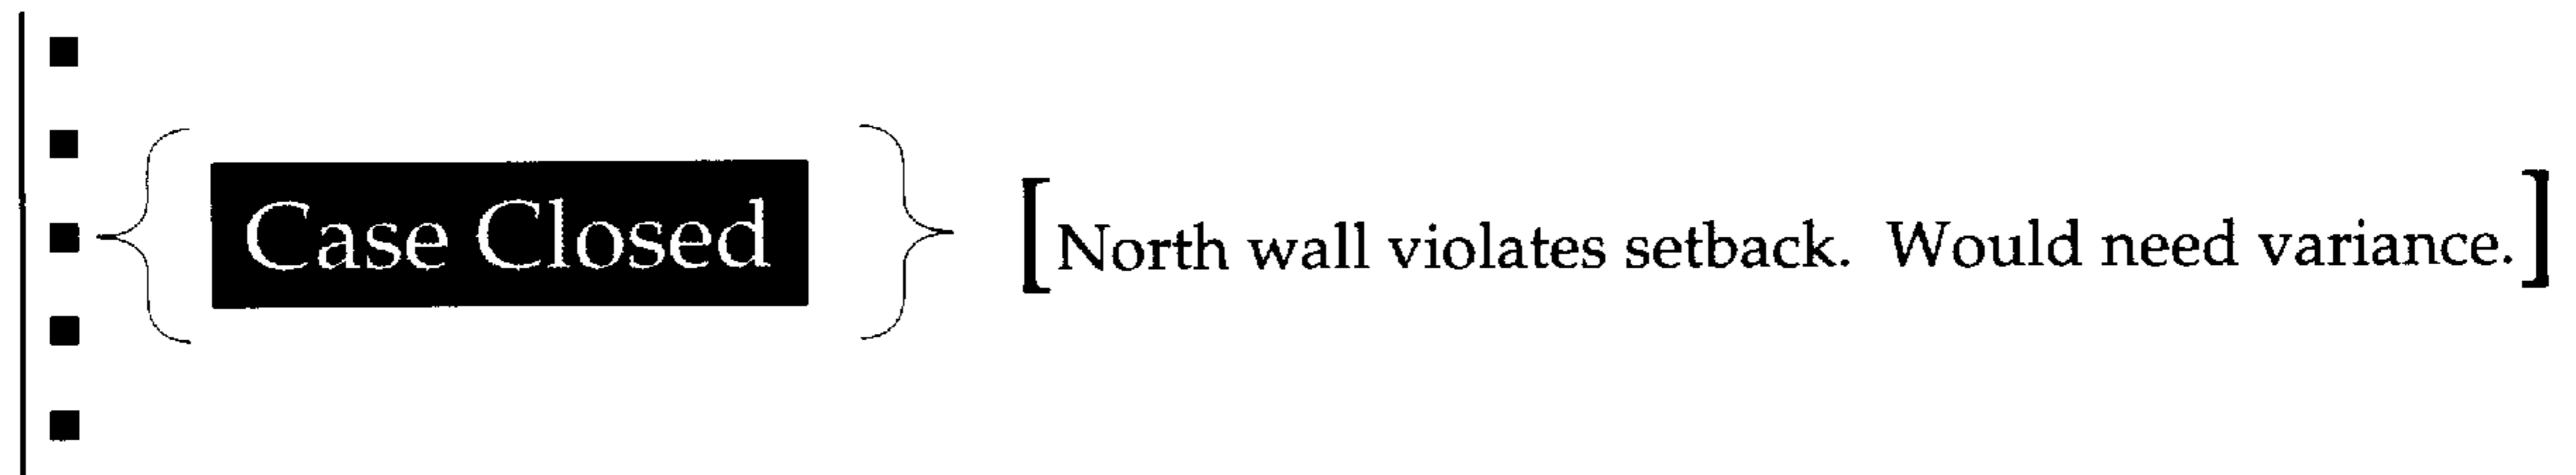 { Case Closed } [North wall violates setback. Would need variance.]